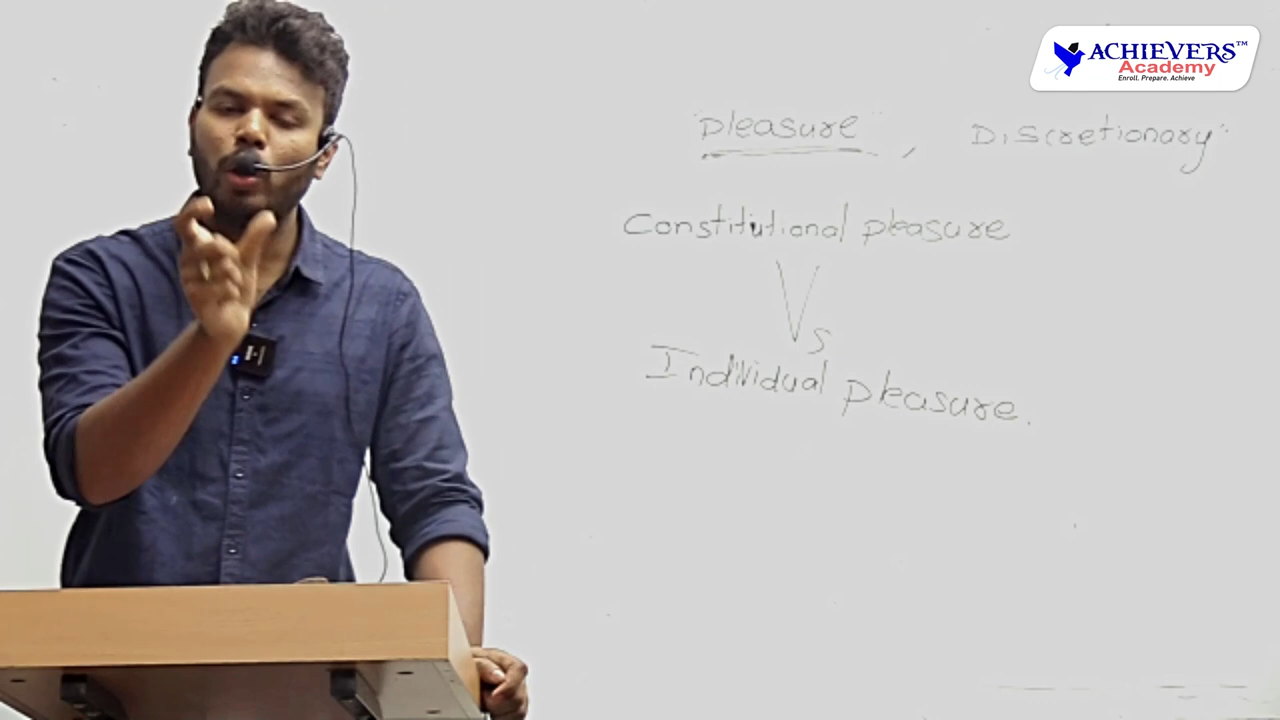 ACHIEVERS™
Academy
Enroll. Prepare. Achieve
"Pleasure", Discretionary"
Constitutional pleasure
Vs
Individual pleasure.